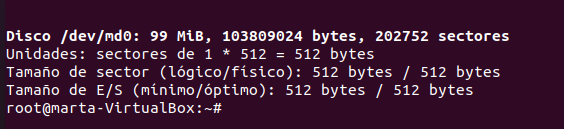 Disco /dev/md0: 99 MiB, 103809024 bytes, 202752 sectores
Unidades: sectores de 1 * 512 = 512 bytes
Tamaño de sector (lógico/físico): 512 bytes / 512 bytes
Tamaño de E/S (mínimo/óptimo): 512 bytes / 512 bytes
root@marta-VirtualBox:~#